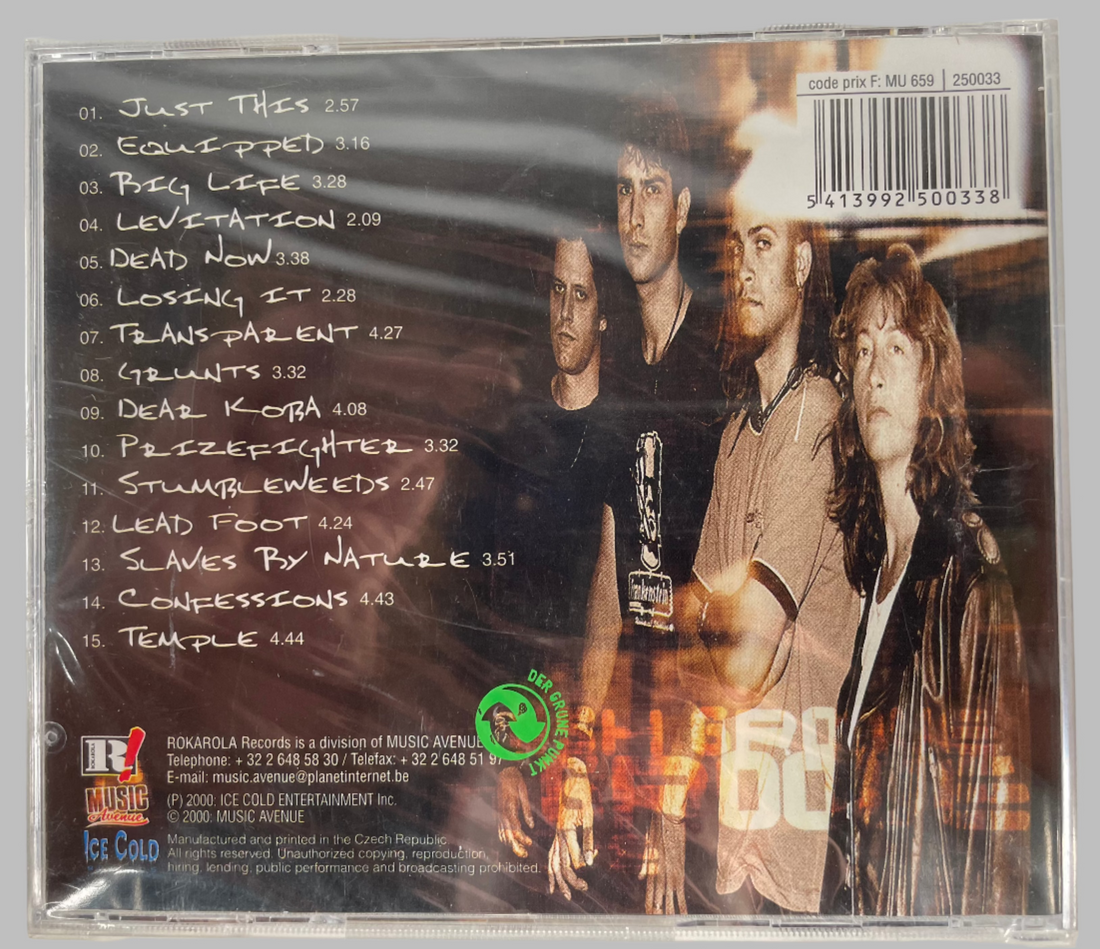 01. JUST THIS 2.57
02. EQUIPPED 3.16
03. BIG LIFE 3.28
04. LEVITATION 2.09
05. DEAD NOW 3.38
06. LOSING IT 2.28
07. TRANSPARENT 4.27
08. GRUNTS 3.32
09. DEAR KOBA 4.08
10. PRIZEFIGHTER 3.32
11. STUMBLEWEEDS 2.47
12. LEAD FOOT 4.24
13. SLAVES BY NATURE 3.51
14. CONFESSIONS 4.43
15. TEMPLE 4.44
code prix F: MU 659 | 250033
5 413992 500338
Frankenstein
DER GRÜNE PUNKT
R!
ROKAROLA
MUSIC
Avenue
ICE COLD
ROKAROLA Records is a division of MUSIC AVENUE
Telephone: + 32 2 648 58 30 / Telefax: + 32 2 648 51 97
E-mail: music.avenue@planetinternet.be
(P) 2000: ICE COLD ENTERTAINMENT Inc.
© 2000: MUSIC AVENUE
Manufactured and printed in the Czech Republic
All rights reserved. Unauthorized copying, reproduction,
hiring, lending, public performance and broadcasting prohibited.